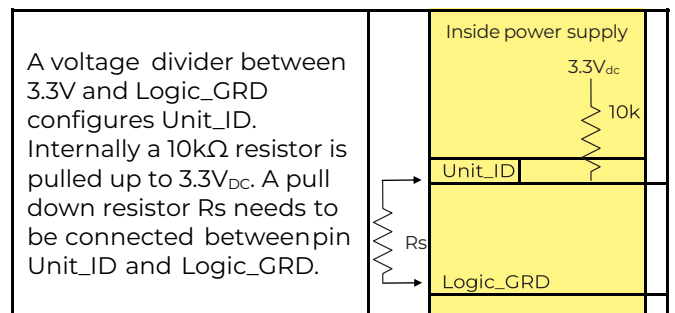 A voltage divider between
3.3V and Logic_GRD
configures Unit_ID.
Internally a 10kΩ resistor is
pulled up to 3.3VDC. A pull
down resistor Rs needs to
be connected betweenpin
Unit_ID and Logic_GRD.
Inside power supply
3.3Vdc
10k
Unit_ID
Rs
Logic_GRD